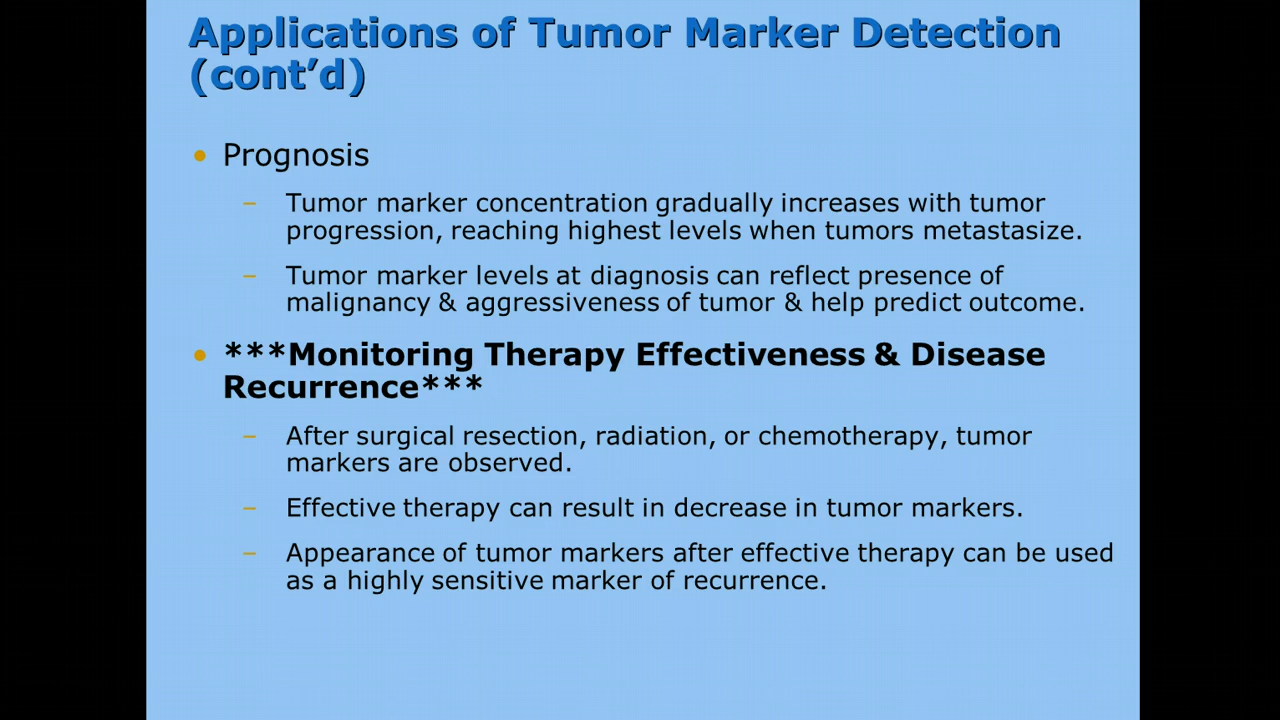 Applications of Tumor Marker Detection
(cont’d)
• Prognosis
– Tumor marker concentration gradually increases with tumor
progression, reaching highest levels when tumors metastasize.
– Tumor marker levels at diagnosis can reflect presence of
malignancy & aggressiveness of tumor & help predict outcome.
• ***Monitoring Therapy Effectiveness & Disease
Recurrence***
– After surgical resection, radiation, or chemotherapy, tumor
markers are observed.
– Effective therapy can result in decrease in tumor markers.
– Appearance of tumor markers after effective therapy can be used
as a highly sensitive marker of recurrence.